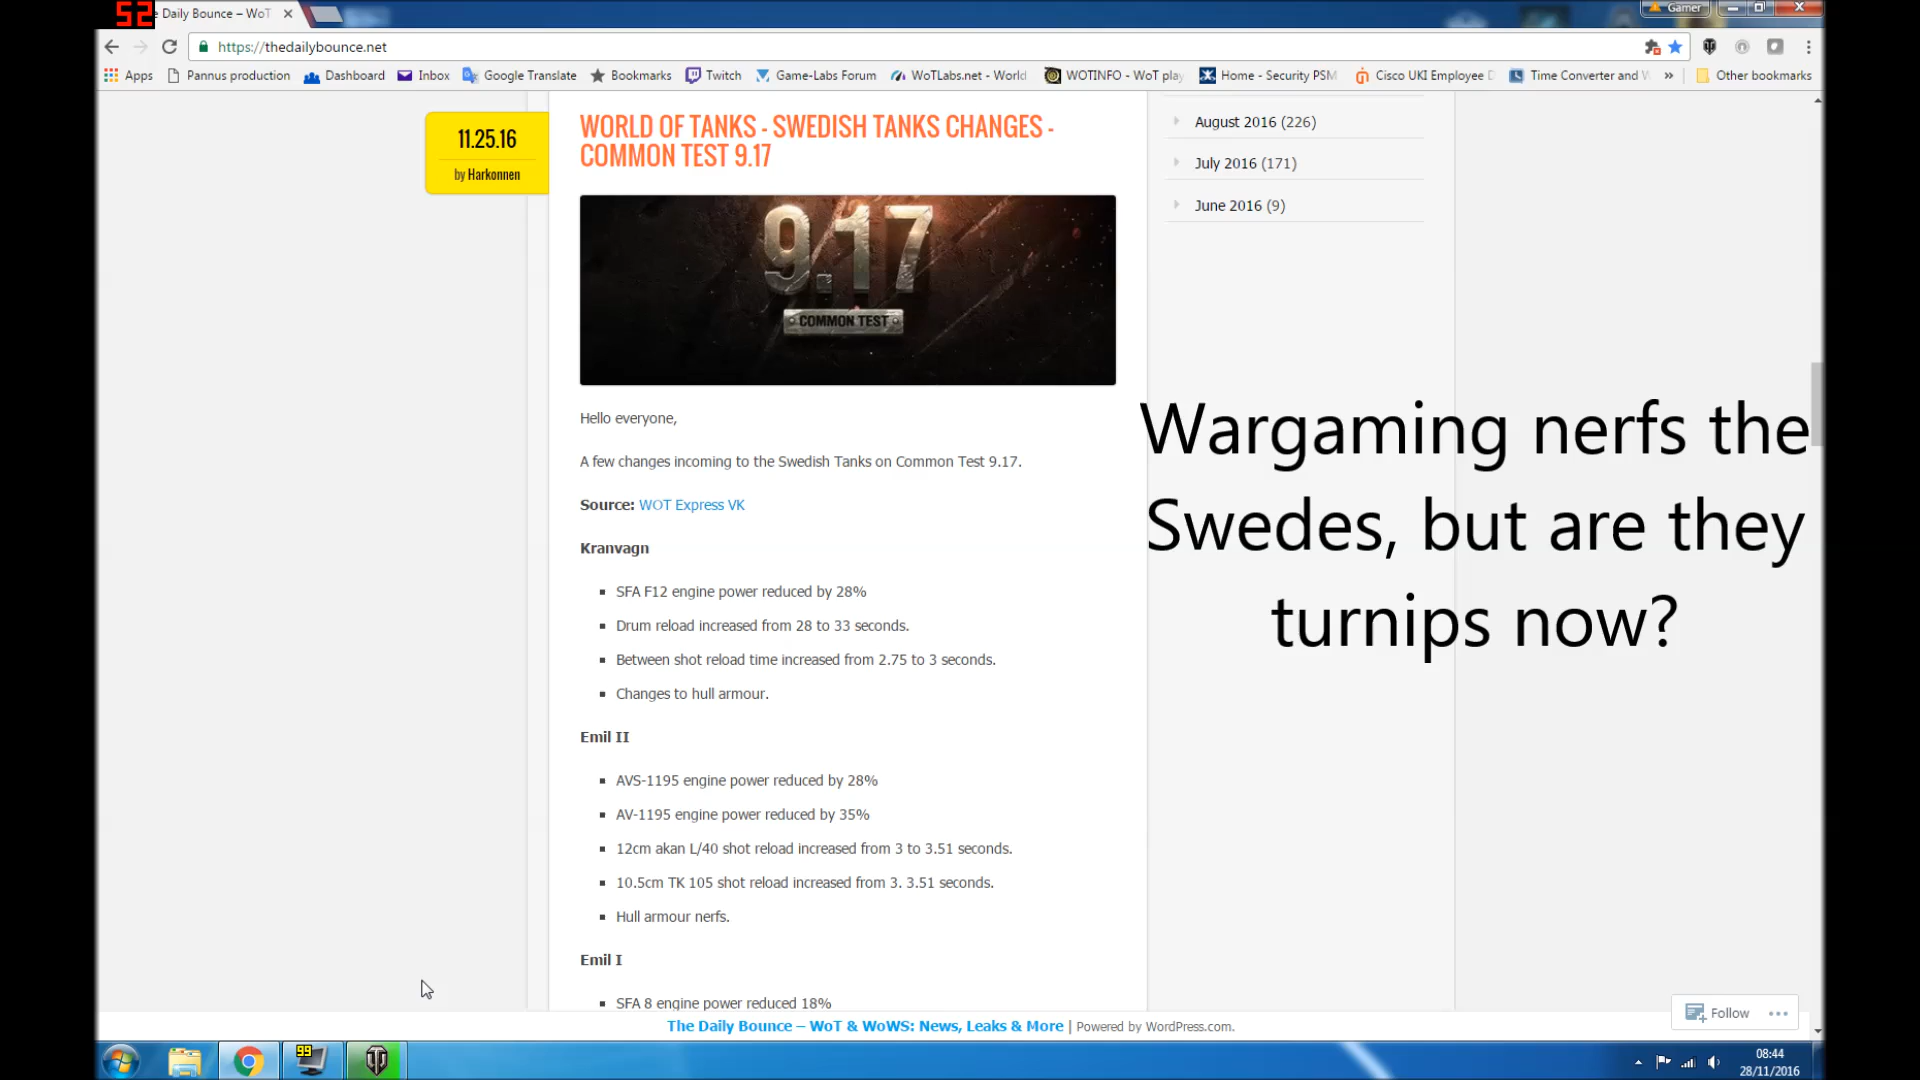 52
Daily Bounce – WoT
Gamer
https://thedailybounce.net
Apps
Pannus production
Dashboard
Inbox
Google Translate
Bookmarks
Twitch
Game-Labs Forum
WoTLabs.net - World
WOTINFO - WoT play
Home - Security PSM
Cisco UKI Employee D
Time Converter and W
»
Other bookmarks
11.25.16
by Harkonnen
WORLD OF TANKS - SWEDISH TANKS CHANGES -
COMMON TEST 9.17
9.17
COMMON TEST
Hello everyone,
A few changes incoming to the Swedish Tanks on Common Test 9.17.
Source: WOT Express VK
Kranvagn
SFA F12 engine power reduced by 28%
Drum reload increased from 28 to 33 seconds.
Between shot reload time increased from 2.75 to 3 seconds.
Changes to hull armour.
Emil II
AVS-1195 engine power reduced by 28%
AV-1195 engine power reduced by 35%
12cm akan L/40 shot reload increased from 3 to 3.51 seconds.
10.5cm TK 105 shot reload increased from 3. 3.51 seconds.
Hull armour nerfs.
Emil I
SFA 8 engine power reduced 18%
August 2016 (226)
July 2016 (171)
June 2016 (9)
Wargaming nerfs the
Swedes, but are they
turnips now?
Follow
The Daily Bounce – WoT & WoWS: News, Leaks & More | Powered by WordPress.com.
99
08:44
28/11/2016